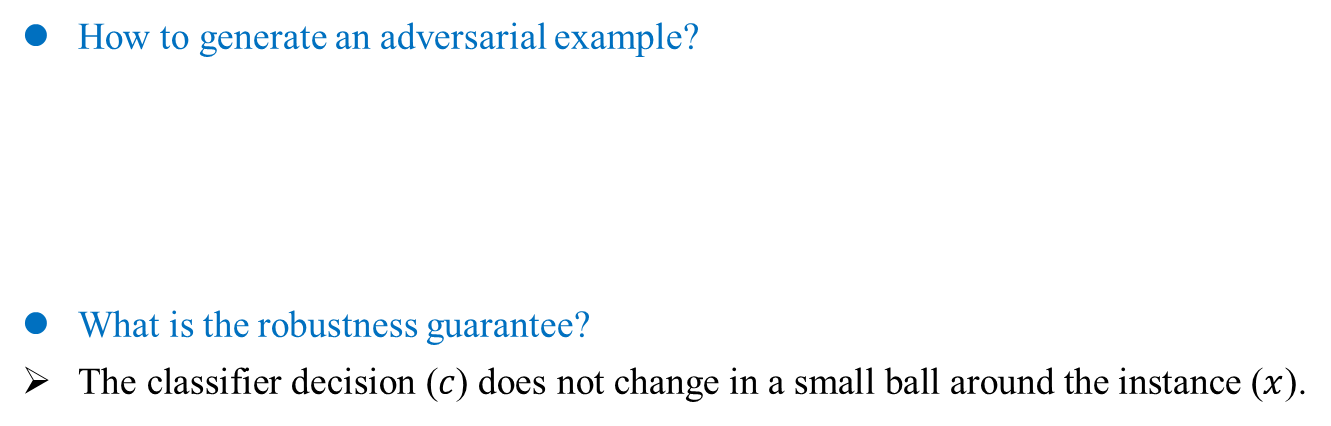 ● How to generate an adversarial example?
● What is the robustness guarantee?
➢ The classifier decision (c) does not change in a small ball around the instance (x).